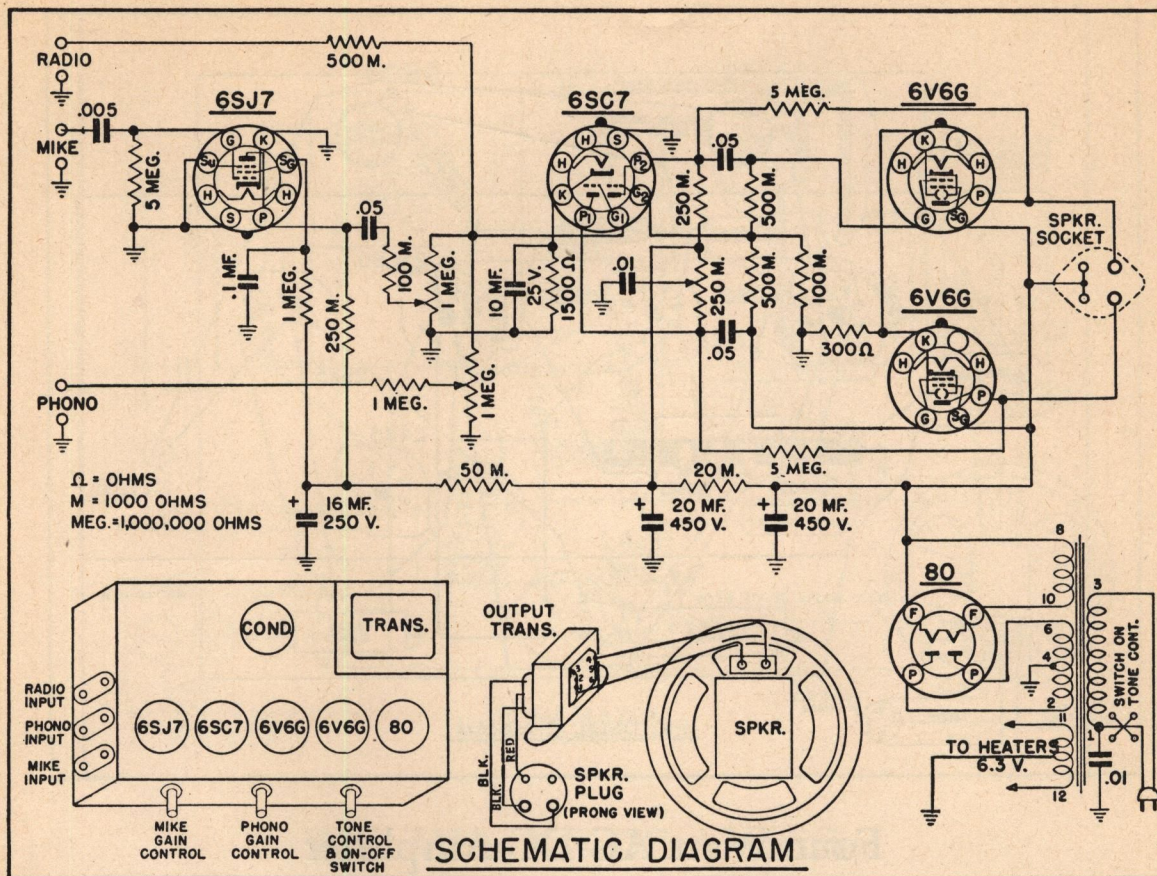 RADIO
500 M.
.005
MIKE
5 MEG.
6SJ7
G
K
SU
SG
H
H
S
P
.1 MF.
1 MEG.
250 M.
.05
100 M.
1 MEG.
10 MF.
25 V.
1500 Ω
6SC7
H
S
H
P2
K
G2
P1
G1
.05
250 M.
500 M.
.01
250 M.
500 M.
100 M.
.05
5 MEG.
6V6G
K
H
H
P
G
SG
SPKR.
SOCKET
6V6G
300Ω
K
H
H
P
G
SG
5 MEG.
PHONO
1 MEG.
1 MEG.
Ω = OHMS
M = 1000 OHMS
MEG.=1,000,000 OHMS
50 M.
20 M.
+
16 MF.
250 V.
+
20 MF.
450 V.
+
20 MF.
450 V.
80
F
F
P
P
8
10
6
4
2
11
12
3
1
SWITCH ON
TONE CONT.
TO HEATERS
6.3 V.
.01
COND.
TRANS.
RADIO
INPUT
PHONO
INPUT
MIKE
INPUT
6SJ7
6SC7
6V6G
6V6G
80
MIKE
GAIN
CONTROL
PHONO
GAIN
CONTROL
TONE
CONTROL
& ON-OFF
SWITCH
OUTPUT
TRANS.
BLK.
BLK.
RED
SPKR.
PLUG
(PRONG VIEW)
SPKR.
SCHEMATIC DIAGRAM